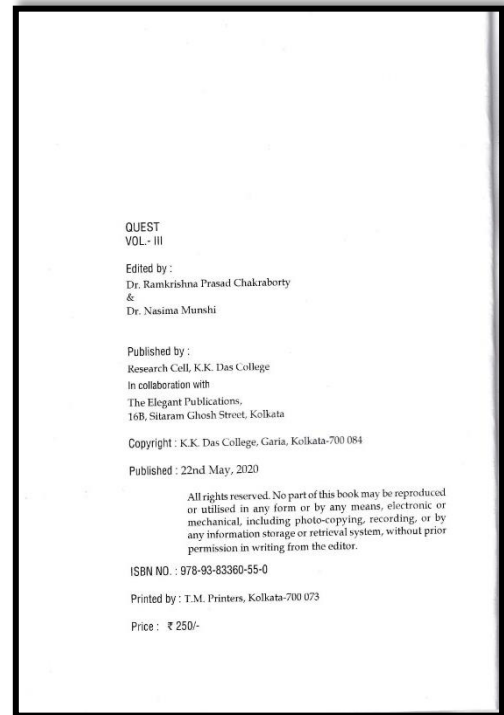 QUEST
VOL.- III
Edited by :
Dr. Ramkrishna Prasad Chakraborty
&
Dr. Nasima Munshi
Published by :
Research Cell, K.K. Das College
In collaboration with
The Elegant Publications,
16B, Sitaram Ghosh Street, Kolkata
Copyright : K.K. Das College, Garia, Kolkata-700 084
Published : 22nd May, 2020
All rights reserved. No part of this book may be reproduced
or utilised in any form or by any means, electronic or
mechanical, including photo-copying, recording, or by
any information storage or retrieval system, without prior
permission in writing from the editor.
ISBN NO. : 978-93-83360-55-0
Printed by : T.M. Printers, Kolkata-700 073
Price : ₹ 250/-